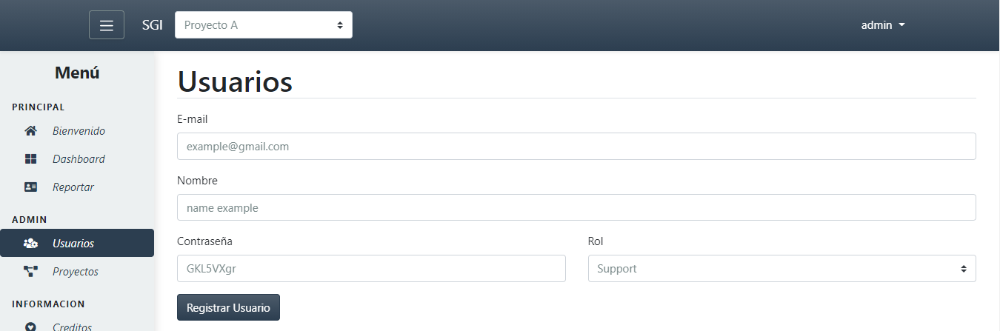 SGI Proyecto A admin
Menú
PRINCIPAL
Bienvenido
Dashboard
Reportar
ADMIN
Usuarios
Proyectos
INFORMACION
Creditos
Usuarios
E-mail
example@gmail.com
Nombre
name example
Contraseña Rol
GKL5VXgr Support
Registrar Usuario